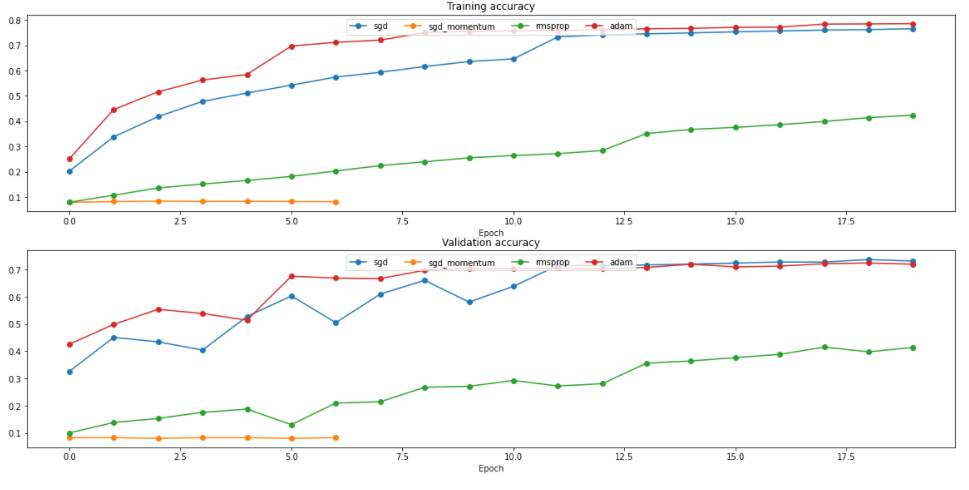 Training accuracy
sgd sgd_momentum rmsprop adam
0.8
0.7
0.6
0.5
0.4
0.3
0.2
0.1
0.0 2.5 5.0 7.5 10.0 12.5 15.0 17.5
Epoch
Validation accuracy
sgd sgd_momentum rmsprop adam
0.7
0.6
0.5
0.4
0.3
0.2
0.1
0.0 2.5 5.0 7.5 10.0 12.5 15.0 17.5
Epoch